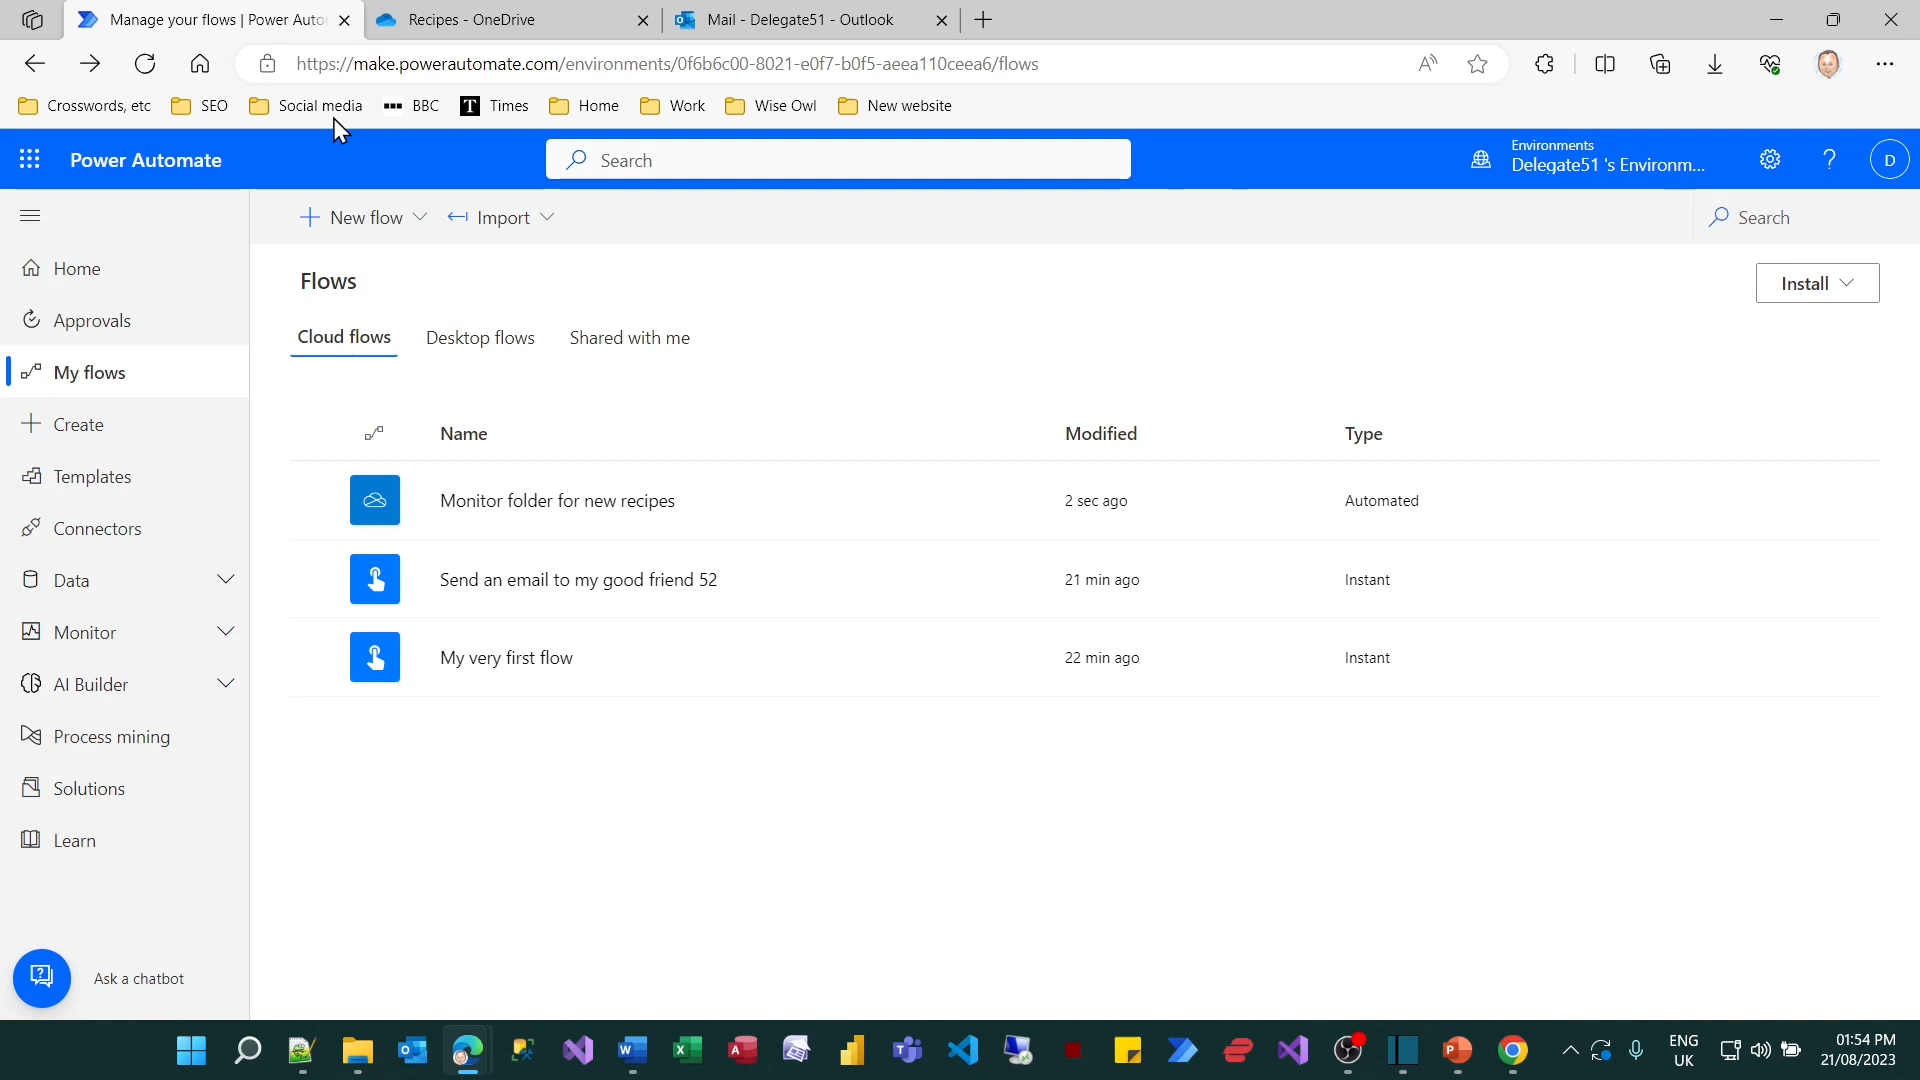 Manage your flows | Power Auto
Recipes - OneDrive
Mail - Delegate51 - Outlook
https://make.powerautomate.com/environments/0f6b6c00-8021-e0f7-b0f5-aeea110ceea6/flows
Crosswords, etc
SEO
Social media
BBC
T Times
Home
Work
Wise Owl
New website
Power Automate
Search
Environments
Delegate51 's Environm...
?
D
New flow
Import
Search
Home
Approvals
My flows
Create
Templates
Connectors
Data
Monitor
AI Builder
Process mining
Solutions
Learn
Ask a chatbot
Flows
Install
Cloud flows
Desktop flows
Shared with me
Name
Modified
Type
Monitor folder for new recipes
2 sec ago
Automated
Send an email to my good friend 52
21 min ago
Instant
My very first flow
22 min ago
Instant
ENG
UK
01:54 PM
21/08/2023